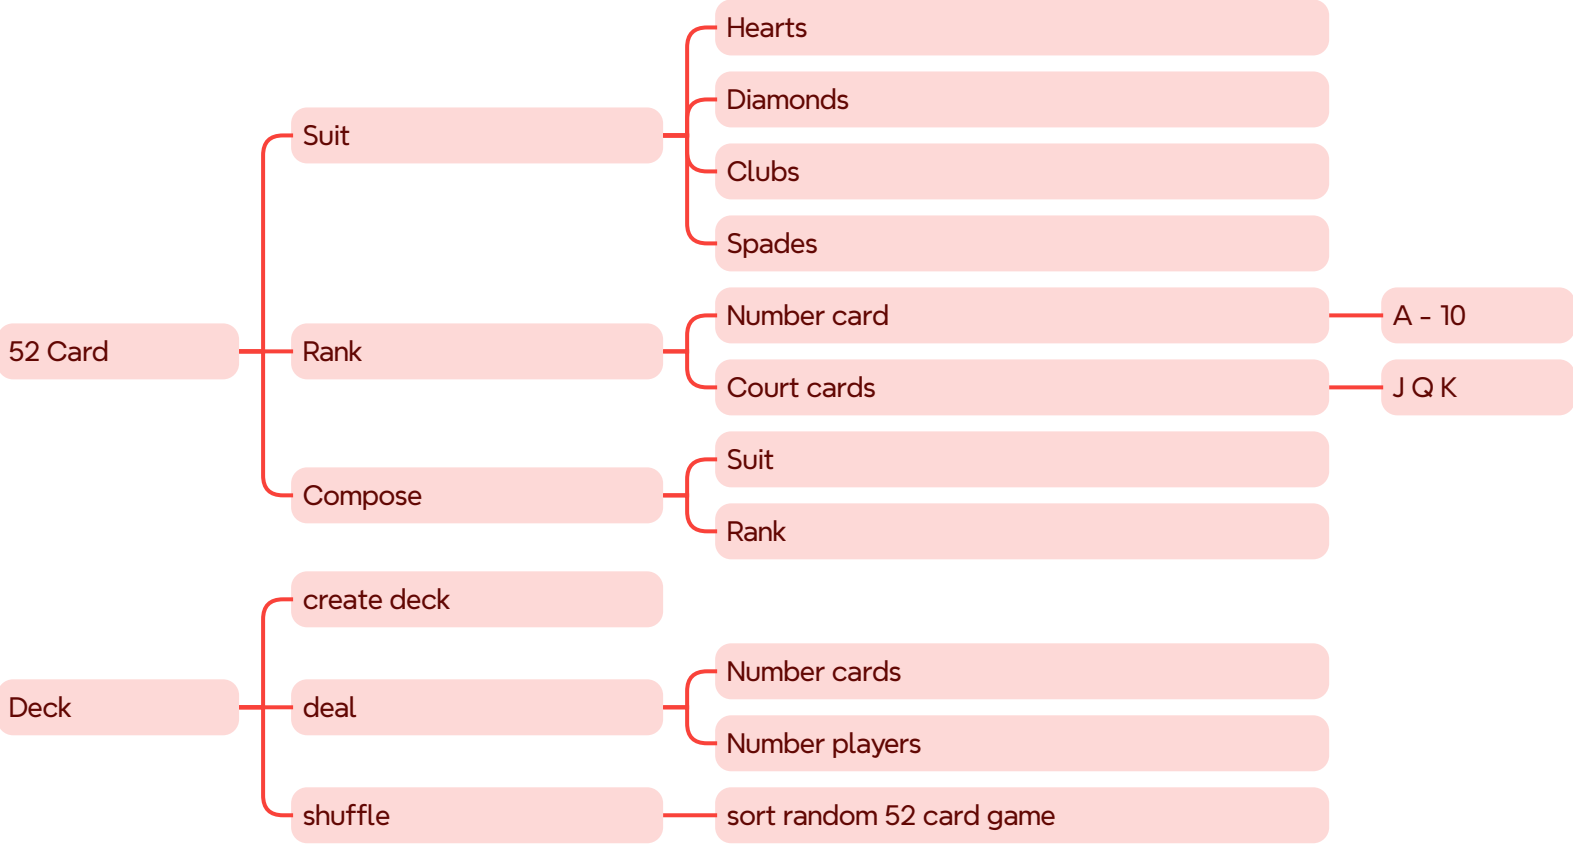 Hearts
Diamonds
Suit
Clubs
Spades
Number card
A - 10
52 Card
Rank
Court cards
J Q K
Suit
Compose
Rank
create deck
Number cards
Deck
deal
Number players
shuffle
sort random 52 card game